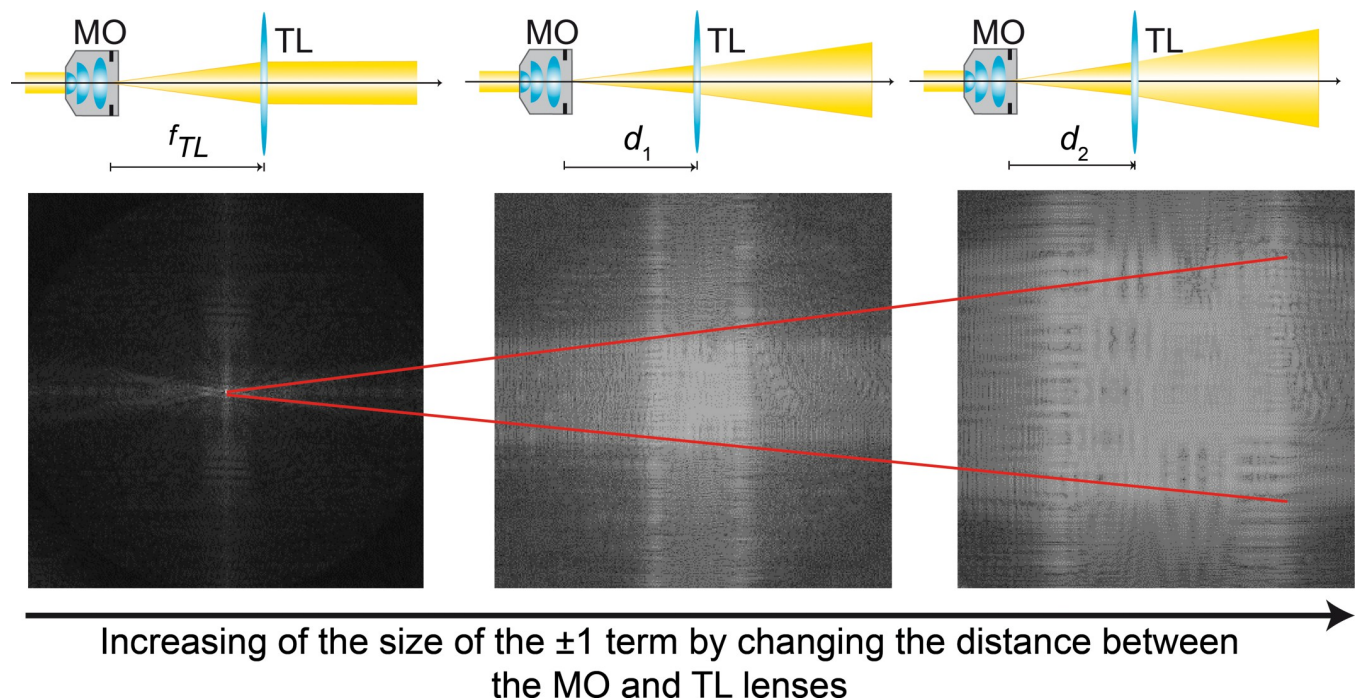 MO TL MO TL MO TL
fTL d1 d2
Increasing of the size of the ±1 term by changing the distance between
the MO and TL lenses